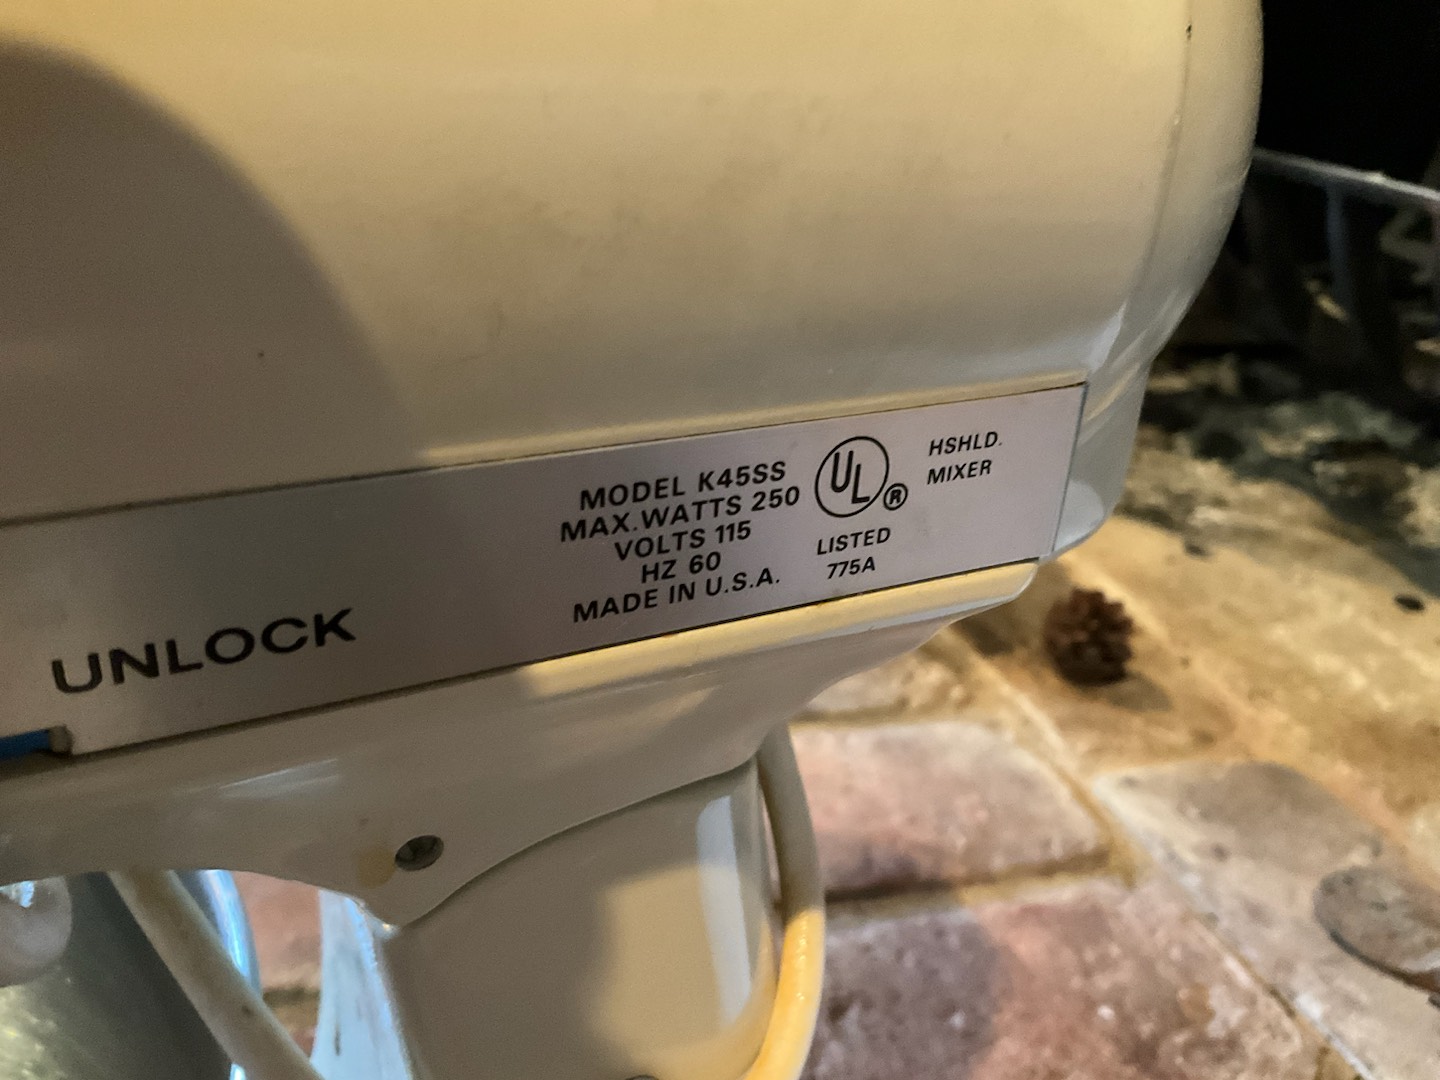 UNLOCK
MODEL K45SS
MAX.WATTS 250
VOLTS 115
HZ 60
MADE IN U.S.A.
UL®
LISTED
775A
HSHLD.
MIXER